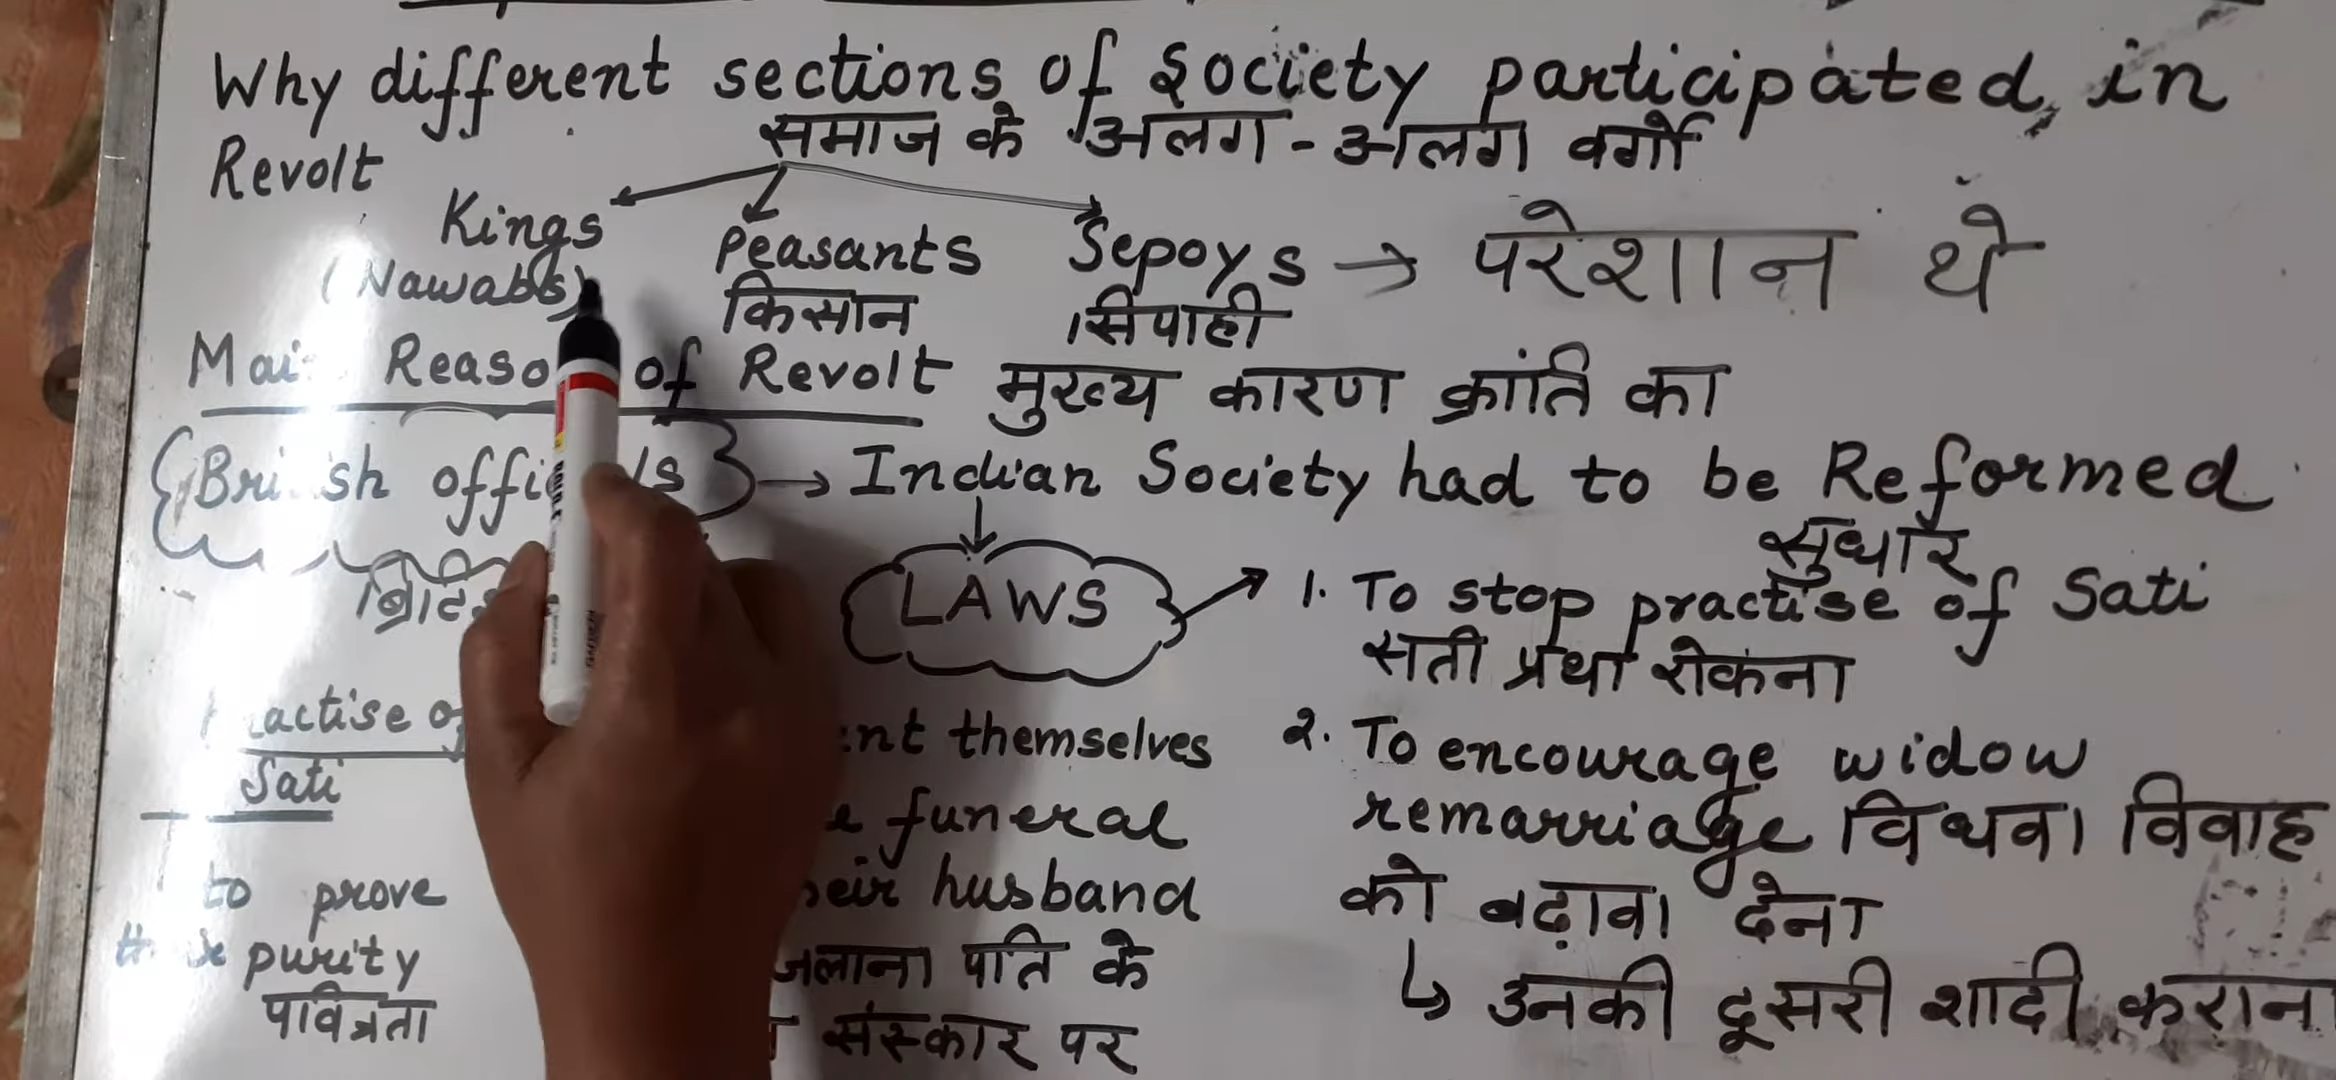 Why different sections of Society participated in
समाज के अलग - अलग वर्गो
Revolt
Kings
(Nawabs)
Peasants
किसान
Sepoys → परेशान थे
सिपाही
of Revolt मुख्य कारण क्रांति का
→ Indian Society had to be Reformed
सुधार
LAWS
1. To stop practise of Sati
सती प्रथा रोकना
Sati
themselves
funeral
husband
जलाना पति के
संस्कार पर
to prove
purity
पवित्रता
2. To encourage widow
remarriage विधवा विवाह
को बढ़ावा देना
↳ उनकी दूसरी शादी कराना